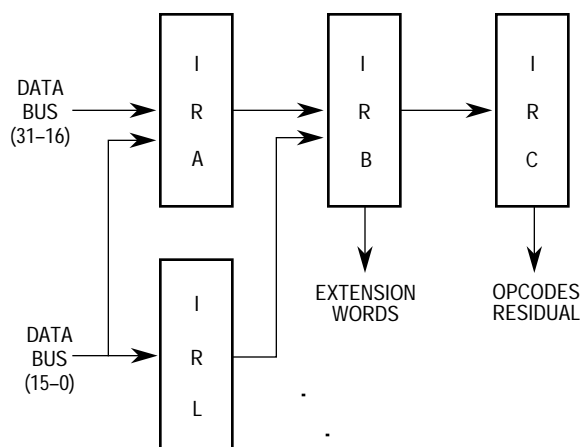 I
R
A
I
R
B
I
R
C
DATA
BUS
(31–16)
EXTENSION
WORDS
OPCODES
RESIDUAL
DATA
BUS
(15–0)
I
R
L